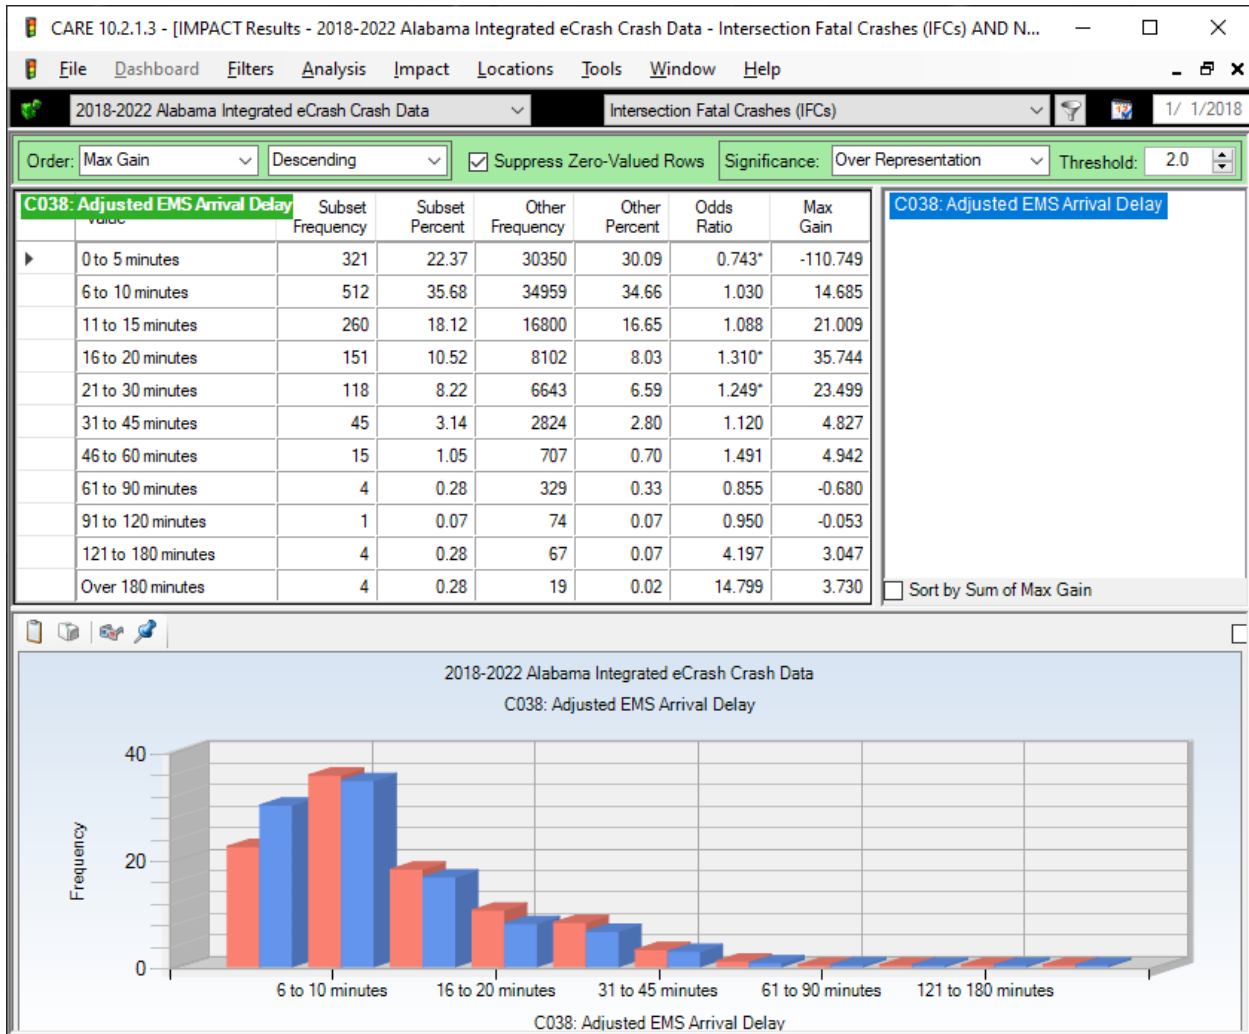 CARE 10.2.1.3 - [IMPACT Results - 2018-2022 Alabama Integrated eCrash Crash Data - Intersection Fatal Crashes (IFCs) AND N...
File Dashboard Filters Analysis Impact Locations Tools Window Help
2018-2022 Alabama Integrated eCrash Crash Data Intersection Fatal Crashes (IFCs) 1/ 1/2018
Order: Max Gain Descending Suppress Zero-Valued Rows Significance: Over Representation Threshold: 2.0
C038: Adjusted EMS Arrival Delay Subset Frequency Subset Percent Other Frequency Other Percent Odds Ratio Max Gain
0 to 5 minutes 321 22.37 30350 30.09 0.743* -110.749
6 to 10 minutes 512 35.68 34959 34.66 1.030 14.685
11 to 15 minutes 260 18.12 16800 16.65 1.088 21.009
16 to 20 minutes 151 10.52 8102 8.03 1.310* 35.744
21 to 30 minutes 118 8.22 6643 6.59 1.249* 23.499
31 to 45 minutes 45 3.14 2824 2.80 1.120 4.827
46 to 60 minutes 15 1.05 707 0.70 1.491 4.942
61 to 90 minutes 4 0.28 329 0.33 0.855 -0.680
91 to 120 minutes 1 0.07 74 0.07 0.950 -0.053
121 to 180 minutes 4 0.28 67 0.07 4.197 3.047
Over 180 minutes 4 0.28 19 0.02 14.799 3.730
C038: Adjusted EMS Arrival Delay
Sort by Sum of Max Gain
2018-2022 Alabama Integrated eCrash Crash Data
C038: Adjusted EMS Arrival Delay
Frequency
40
20
0
6 to 10 minutes 16 to 20 minutes 31 to 45 minutes 61 to 90 minutes 121 to 180 minutes
C038: Adjusted EMS Arrival Delay